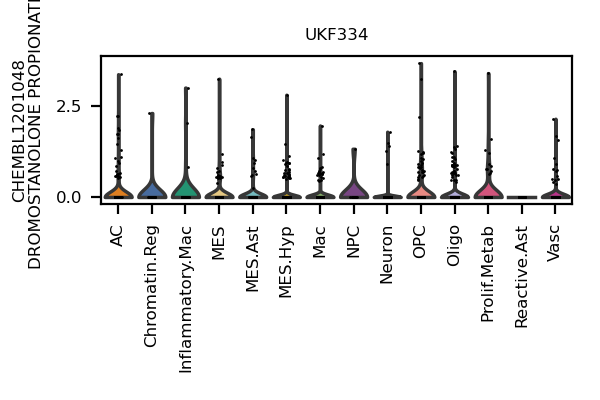 UKF334
CHEMBL1201048
DROMOSTANOLONE PROPIONAT
2.5
0.0
AC
Chromatin.Reg
Inflammatory.Mac
MES
MES.Ast
MES.Hyp
Mac
NPC
Neuron
OPC
Oligo
Prolif.Metab
Reactive.Ast
Vasc